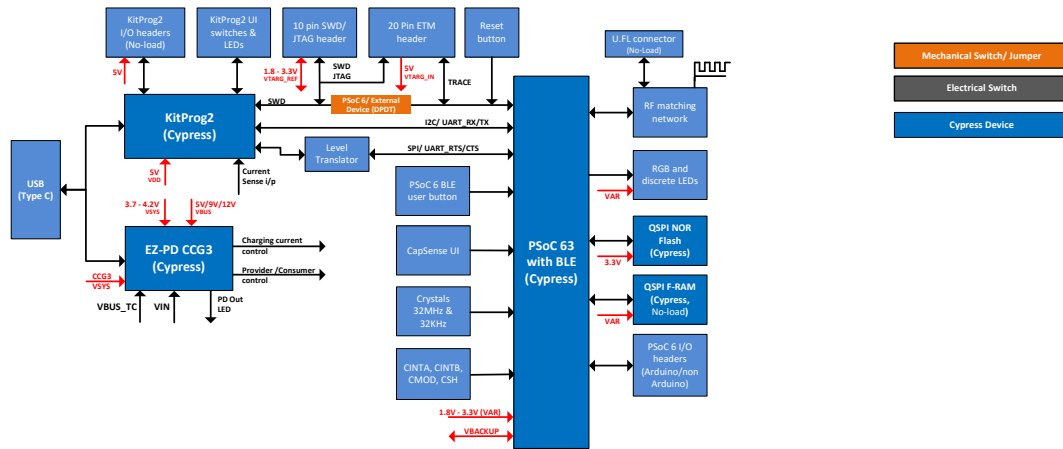 KitProg2
I/O headers
(No-load)
KitProg2 UI
switches &
LEDs
10 pin SWD/
JTAG header
20 Pin ETM
header
Reset
button
U.FL connector
(No-Load)
Mechanical Switch/ Jumper
Electrical Switch
Cypress Device
5V
1.8 - 3.3V
VTARG_REF
SWD
JTAG
5V
VTARG_IN
TRACE
KitProg2
(Cypress)
SWD
PSoC 6/ External
Device (DPDT)
RF matching
network
I2C/ UART_RX/TX
Level
Translator
SPI/ UART_RTS/CTS
USB
(Type C)
5V
VDD
Current
Sense i/p
PSoC 6 BLE
user button
RGB and
discrete LEDs
VAR
3.7 - 4.2V
VSYS
5V/9V/12V
VBUS
EZ-PD CCG3
(Cypress)
Charging current
control
Provider /Consumer
control
CapSense UI
PSoC 63
with BLE
(Cypress)
QSPI NOR
Flash
(Cypress)
3.3V
CCG3
VSYS
VBUS_TC
VIN
PD Out
LED
Crystals
32MHz &
32KHz
QSPI F-RAM
(Cypress,
No-load)
VAR
CINTA, CINTB,
CMOD, CSH
PSoC 6 I/O
headers
(Arduino/non
Arduino)
1.8V - 3.3V (VAR)
VBACKUP